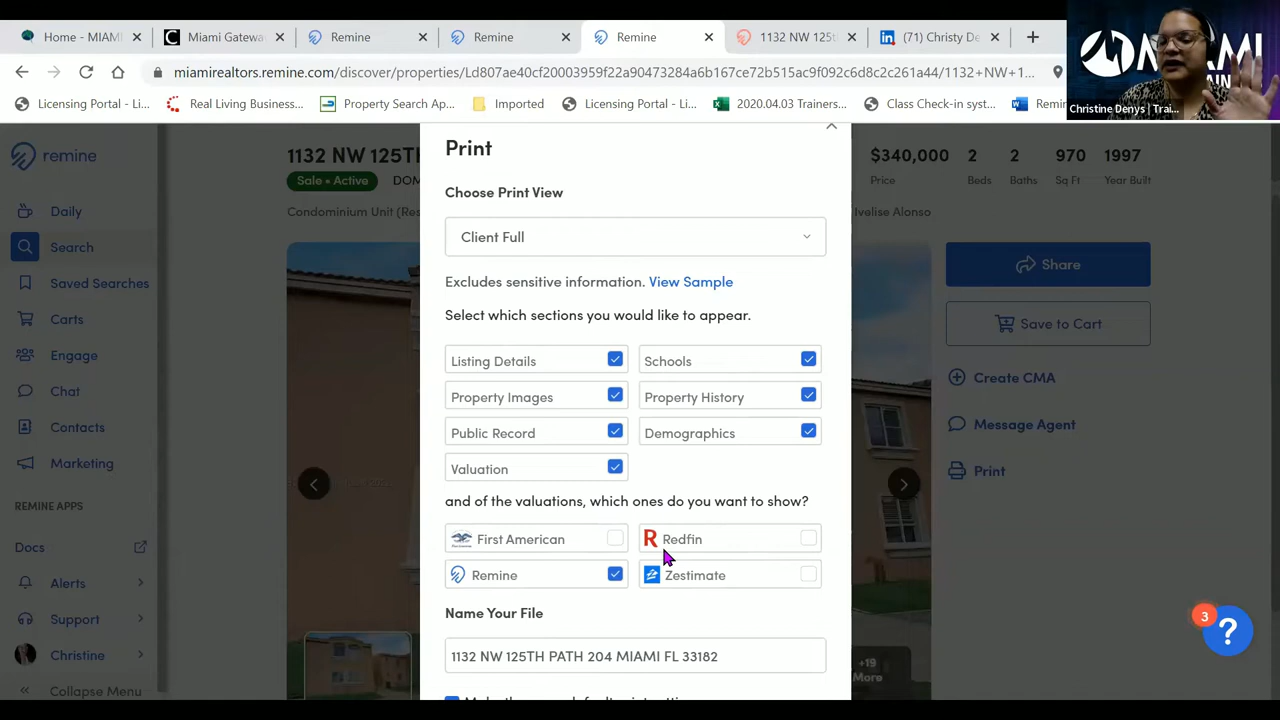 Home - MIAMI
Miami Gatewa
Remine
Remine
Remine
1132 NW 125t
(71) Christy De
miamirealtors.remine.com/discover/properties/Ld807ae40cf20003959f22a90473284a6b167ce72b515ac9f092c6d8c2c261a44/1132+NW+1...
Licensing Portal - Li...
Real Living Business...
Property Search Ap...
Imported
Licensing Portal - Li...
2020.04.03 Trainers...
Class Check-in syst...
Remin
MIAMI
Christine Denys | Trai...
remine
Daily
Search
Saved Searches
Carts
Engage
Chat
Contacts
Marketing
REMINE APPS
Docs
Alerts
Support
Christine
Collapse Menu
1132 NW 125TH
Sale • Active
DOM
Condominium Unit (Res
Print
Choose Print View
Client Full
Excludes sensitive information. View Sample
Select which sections you would like to appear.
Listing Details
Schools
Property Images
Property History
Public Record
Demographics
Valuation
and of the valuations, which ones do you want to show?
First American
R Redfin
Remine
Zestimate
Name Your File
1132 NW 125TH PATH 204 MIAMI FL 33182
$340,000 2 2 970 1997
Price Beds Baths Sq Ft Year Built
Ivelise Alonso
Share
Save to Cart
Create CMA
Message Agent
Print
+19
More
3
?